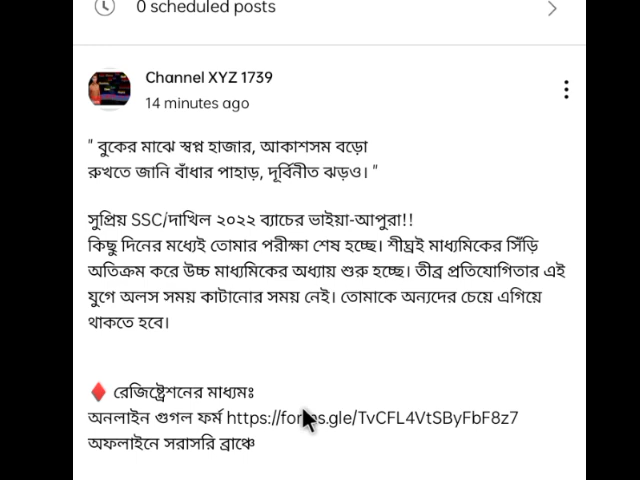 0 scheduled posts
Channel XYZ 1739
14 minutes ago
" বুকের মাঝে স্বপ্ন হাজার, আকাশসম বড়ো
রুখতে জানি বাঁধার পাহাড়, দূর্বিনীত ঝড়ও। "
সুপ্রিয় SSC/দাখিল ২০২২ ব্যাচের ভাইয়া-আপুরা!!
কিছু দিনের মধ্যেই তোমার পরীক্ষা শেষ হচ্ছে। শীঘ্রই মাধ্যমিকের সিঁড়ি
অতিক্রম করে উচ্চ মাধ্যমিকের অধ্যায় শুরু হচ্ছে। তীব্র প্রতিযোগিতার এই
যুগে অলস সময় কাটানোর সময় নেই। তোমাকে অন্যদের চেয়ে এগিয়ে
থাকতে হবে।
রেজিষ্ট্রেশনের মাধ্যমঃ
অনলাইন গুগল ফর্ম https://forms.gle/TvCFL4VtSByFbF8z7
অফলাইনে সরাসরি ব্রাঞ্চে